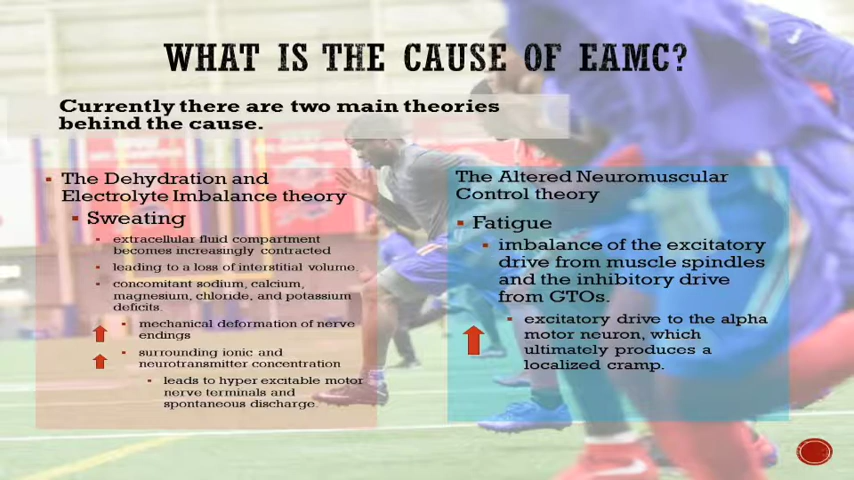 WHAT IS THE CAUSE OF EAMC?
Currently there are two main theories
behind the cause.
The Dehydration and
Electrolyte Imbalance theory
Sweating
extracellular fluid compartment
becomes increasingly contracted
leading to a loss of interstitial volume.
concomitant sodium, calcium,
magnesium, chloride, and potassium
deficits.
mechanical deformation of nerve
endings
surrounding ionic and
neurotransmitter concentration
leads to hyper excitable motor
nerve terminals and
spontaneous discharge.
The Altered Neuromuscular
Control theory
Fatigue
imbalance of the excitatory
drive from muscle spindles
and the inhibitory drive
from GTOs.
excitatory drive to the alpha
motor neuron, which
ultimately produces a
localized cramp.